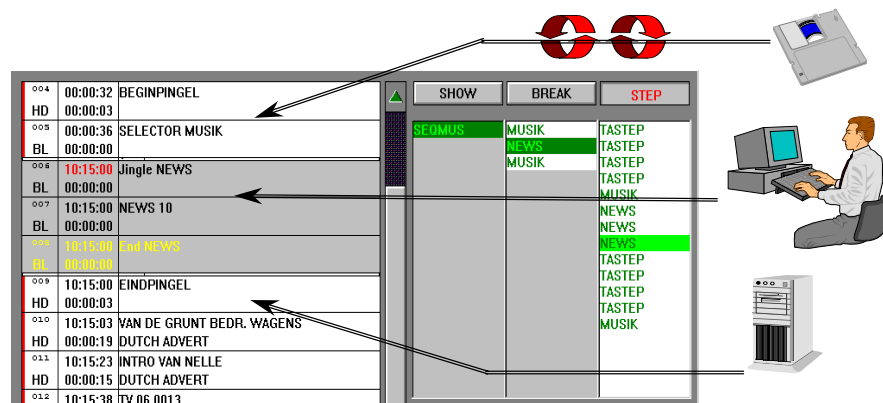 004 00:00:32 BEGINPINGEL
HD 00:00:03
005 00:00:36 SELECTOR MUSIK
BL 00:00:00
006 10:15:00 Jingle NEWS
BL 00:00:00
007 10:15:00 NEWS 10
BL 00:00:00
008 10:15:00 End NEWS
BL 00:00:00
009 10:15:00 EINDPINGEL
HD 00:00:03
010 10:15:03 VAN DE GRUNT BEDR. WAGENS
HD 00:00:19 DUTCH ADVERT
011 10:15:23 INTRO VAN NELLE
HD 00:00:15 DUTCH ADVERT
012 10:15:38 TV 06 0013
SHOW BREAK STEP
SEQMUS
MUSIK
NEWS
MUSIK
TASTEP
TASTEP
TASTEP
TASTEP
MUSIK
NEWS
NEWS
NEWS
TASTEP
TASTEP
TASTEP
TASTEP
MUSIK